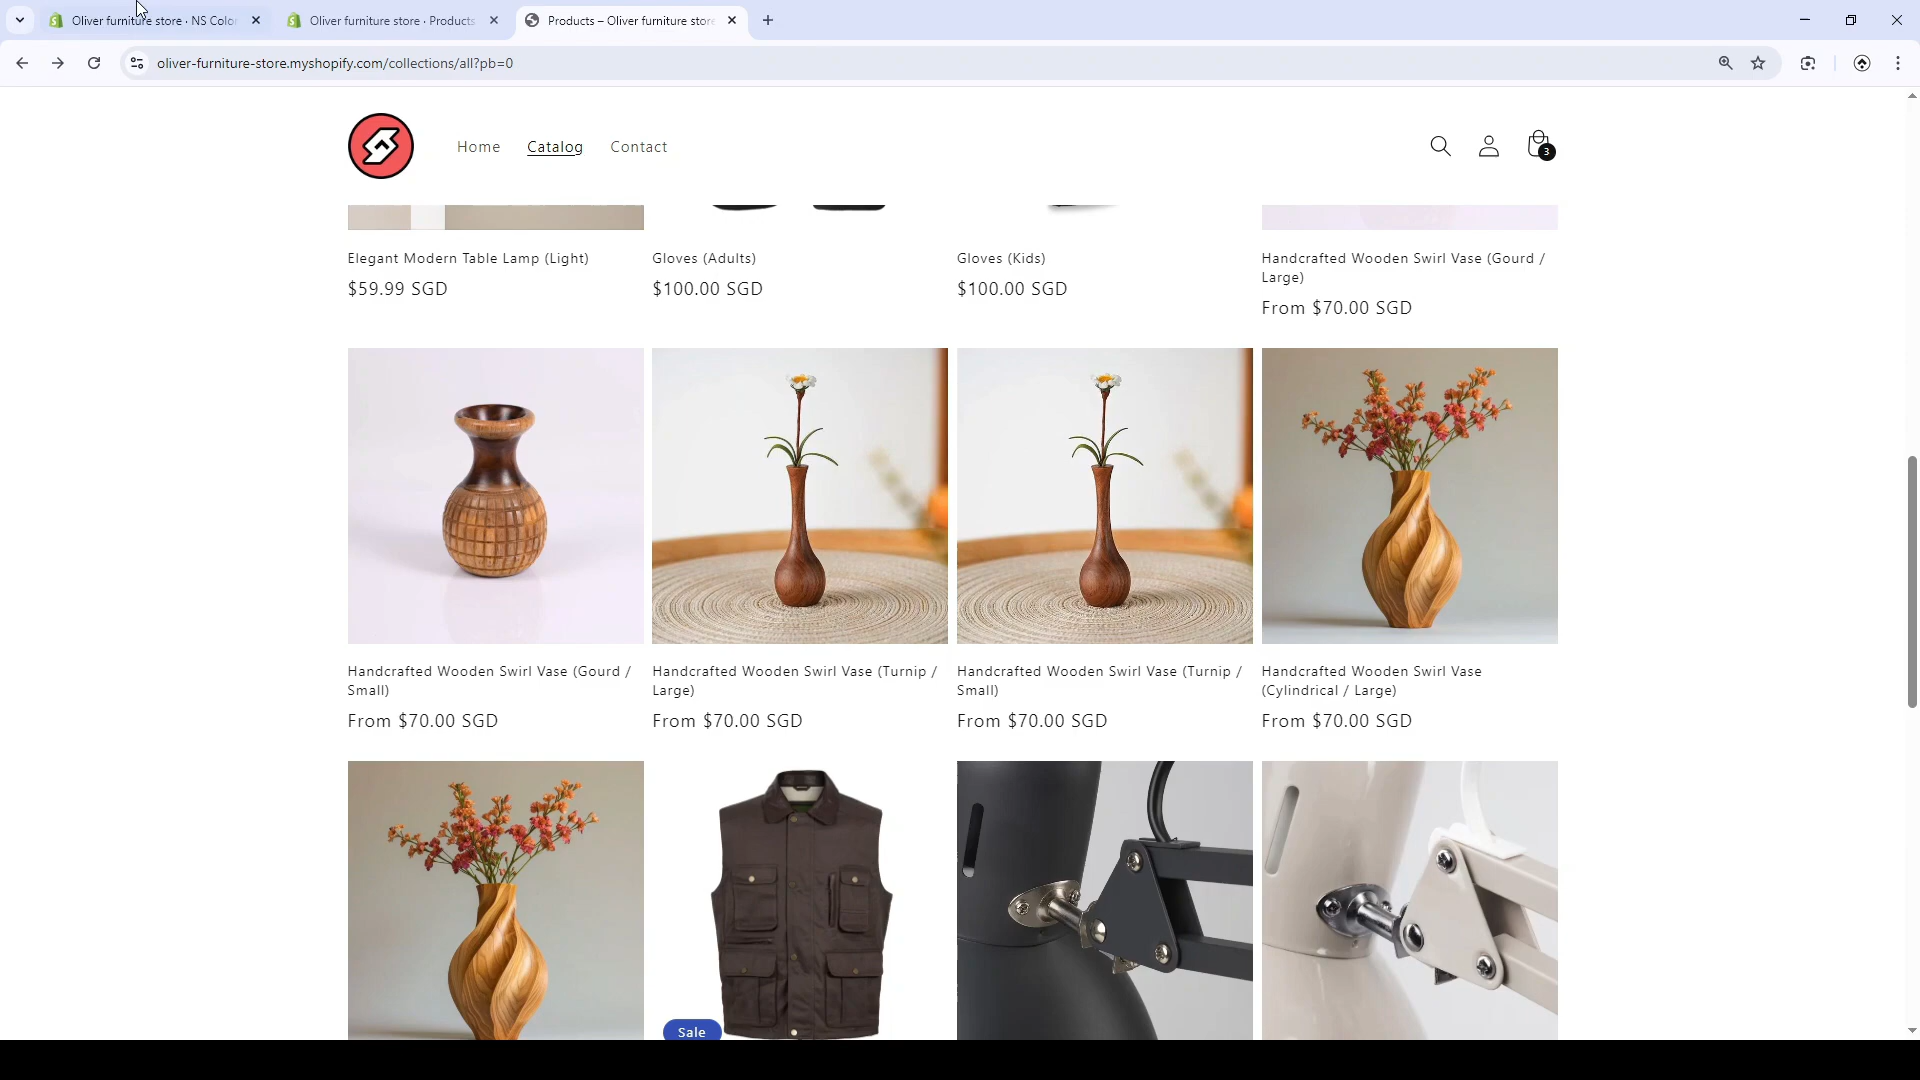 Oliver furniture store · NS Color
Oliver furniture store · Products
Products – Oliver furniture store
oliver-furniture-store.myshopify.com/collections/all?pb=0
Home
Catalog
Contact
3
Elegant Modern Table Lamp (Light)
$59.99 SGD
Gloves (Adults)
$100.00 SGD
Gloves (Kids)
$100.00 SGD
Handcrafted Wooden Swirl Vase (Gourd /
Large)
From $70.00 SGD
Handcrafted Wooden Swirl Vase (Gourd /
Small)
From $70.00 SGD
Handcrafted Wooden Swirl Vase (Turnip /
Large)
From $70.00 SGD
Handcrafted Wooden Swirl Vase (Turnip /
Small)
From $70.00 SGD
Handcrafted Wooden Swirl Vase
(Cylindrical / Large)
From $70.00 SGD
Sale